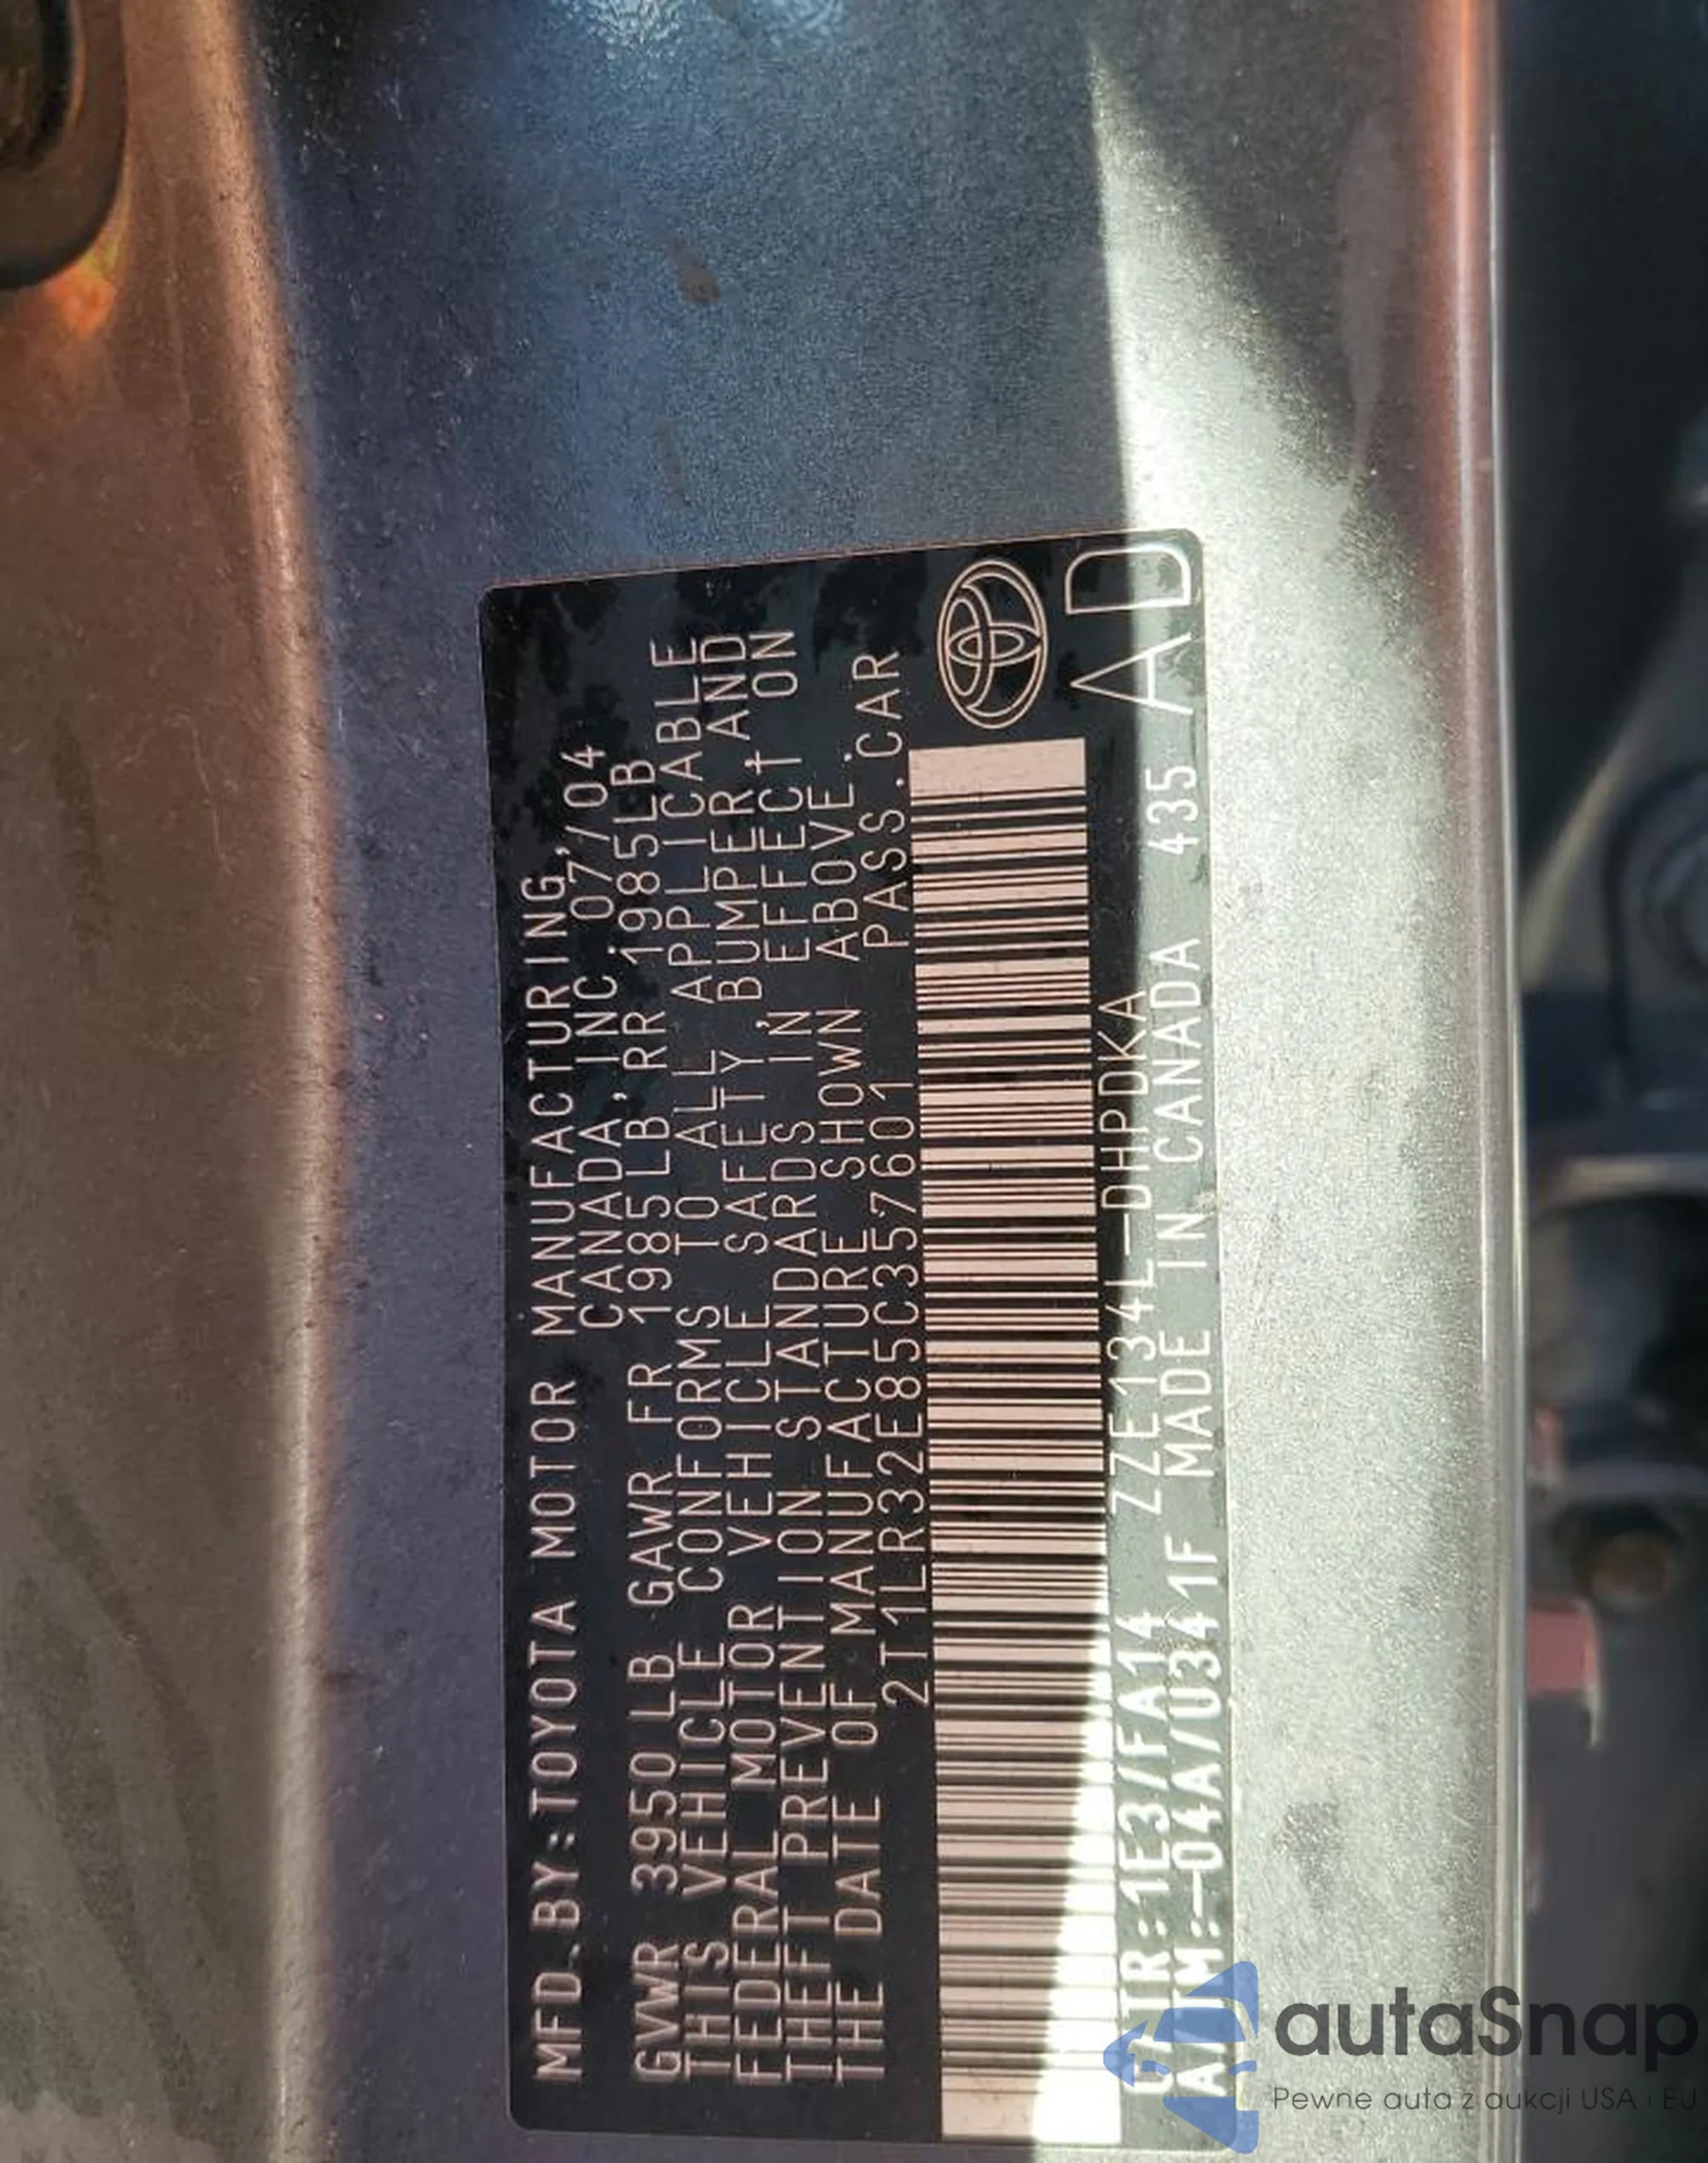 MFD.BY:TOYOTA MOTOR MANUFACTURING,
CANADA, INC. 07/04
GVWR 3950LB GAWR FR 1985LB, RR 1985LB
THIS VEHICLE CONFORMS TO ALL APPLICABLE
FEDERAL MOTOR VEHICLE SAFETY, BUMPER, AND
THEFT PREVENTION STANDARDS IN EFFECT ON
THE DATE OF MANUFACTURE SHOWN ABOVE.
2T1LR32E85C357601 PASS.CAR
C/TR:1E3/FA14 ZZE134L-DHPDKA
A/TM:-04A/U341F MADE IN CANADA 435 AD
autaSnap
Pewne auta z aukcji USA i EU